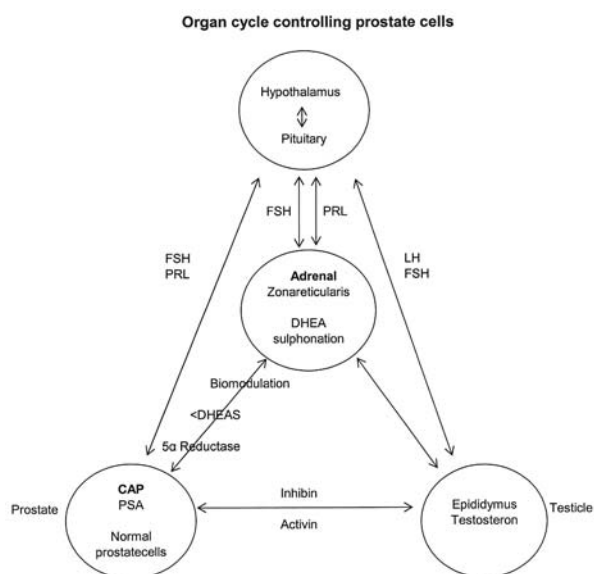 Organ cycle controlling prostate cells
Hypothalamus
Pituitary
FSH
PRL
FSH
PRL
LH
FSH
Adrenal
Zonareticularis
DHEA
sulphonation
Biomodulation
<DHEAS
5α Reductase
Prostate
CAP
PSA
Normal
prostatecells
Inhibin
Activin
Epididymus
Testosteron
Testicle